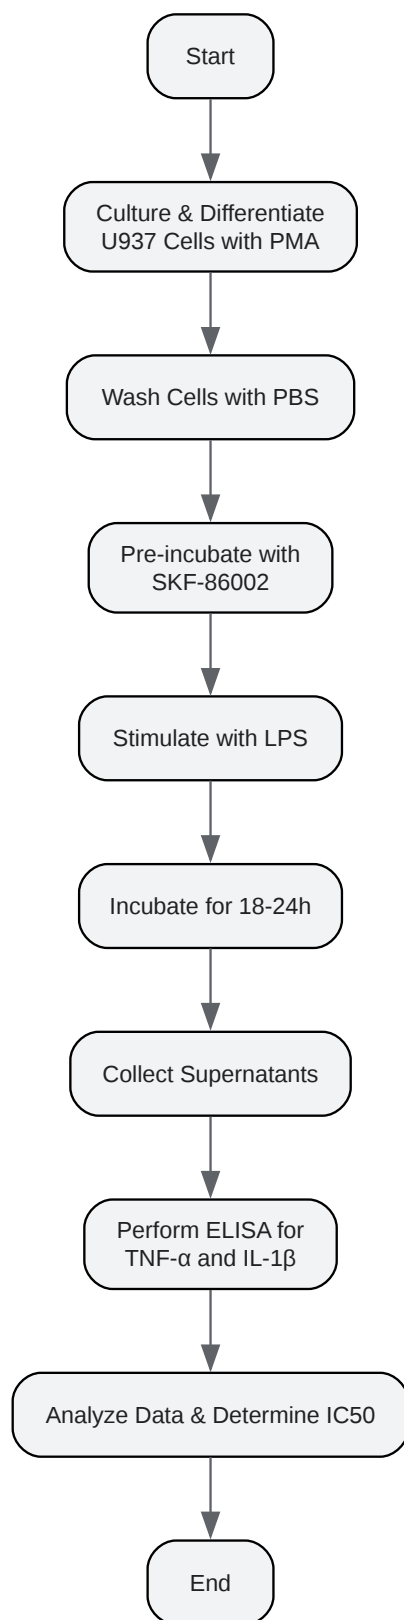 Start
Culture & Differentiate
U937 Cells with PMA
Wash Cells with PBS
Pre-incubate with
SKF-86002
Stimulate with LPS
Incubate for 18-24h
Collect Supernatants
Perform ELISA for
TNF-α and IL-1β
Analyze Data & Determine IC50
End